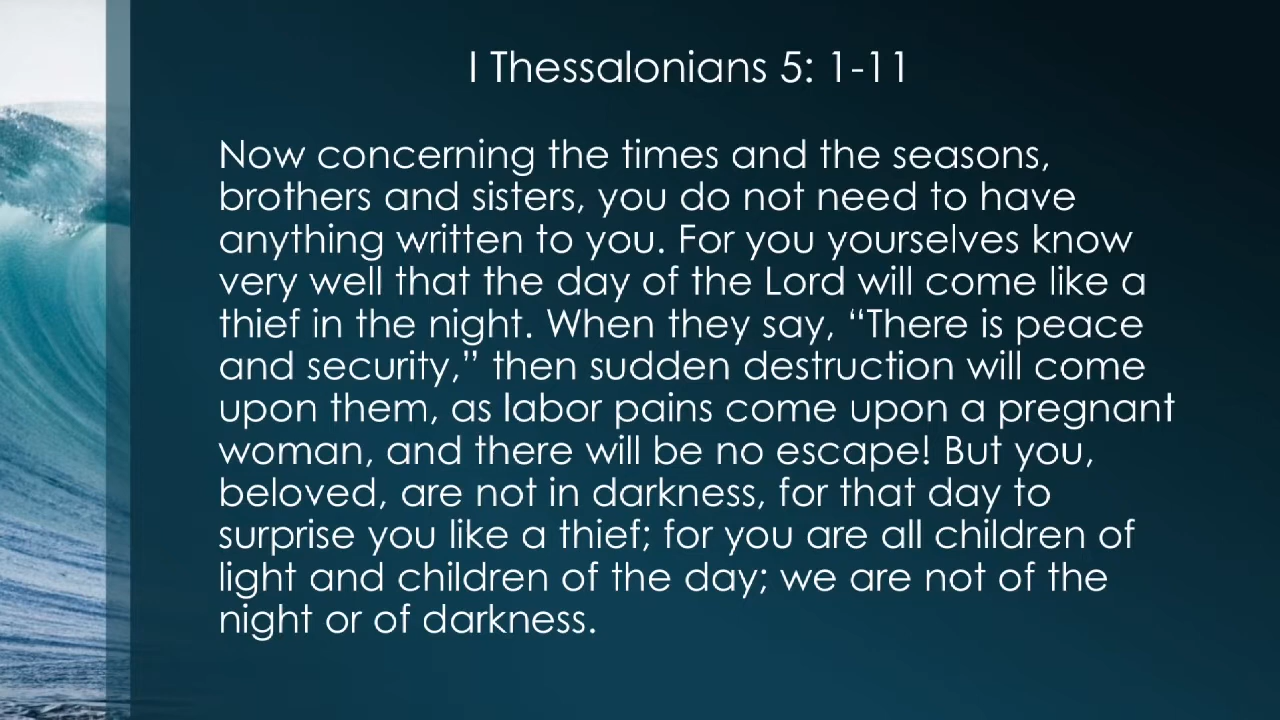 I Thessalonians 5: 1-11
Now concerning the times and the seasons,
brothers and sisters, you do not need to have
anything written to you. For you yourselves know
very well that the day of the Lord will come like a
thief in the night. When they say, “There is peace
and security,” then sudden destruction will come
upon them, as labor pains come upon a pregnant
woman, and there will be no escape! But you,
beloved, are not in darkness, for that day to
surprise you like a thief; for you are all children of
light and children of the day; we are not of the
night or of darkness.